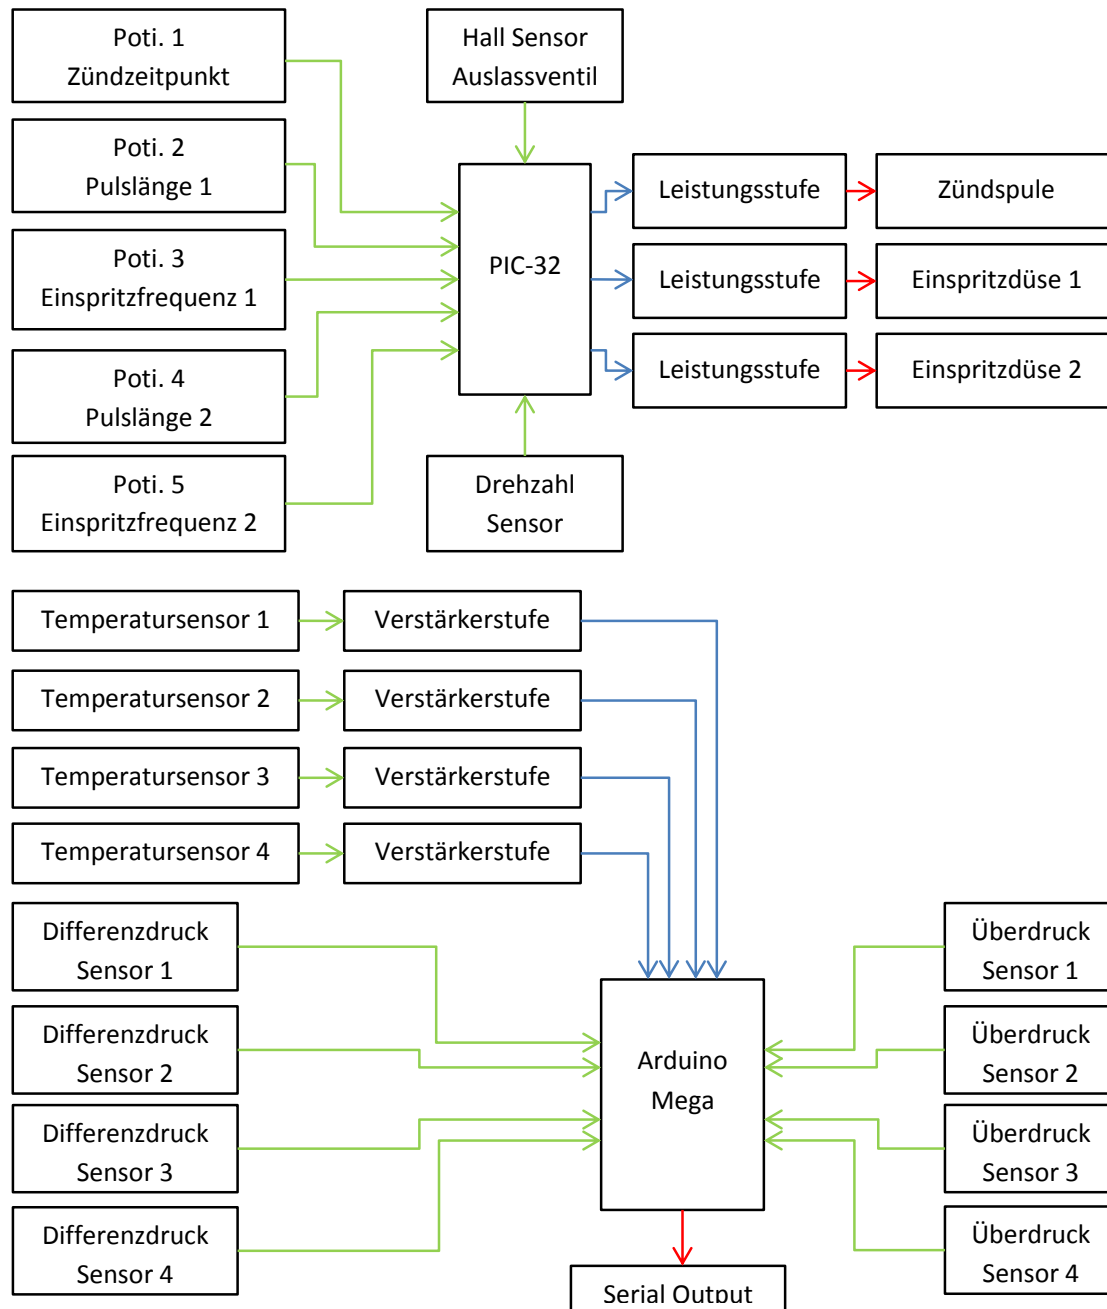 Poti. 1
Zündzeitpunkt
Hall Sensor
Auslassventil
Poti. 2
Pulslänge 1
Poti. 3
Einspritzfrequenz 1
Poti. 4
Pulslänge 2
Poti. 5
Einspritzfrequenz 2
PIC-32
Leistungsstufe
Zündspule
Leistungsstufe
Einspritzdüse 1
Leistungsstufe
Einspritzdüse 2
Drehzahl
Sensor
Temperatursensor 1
Verstärkerstufe
Temperatursensor 2
Verstärkerstufe
Temperatursensor 3
Verstärkerstufe
Temperatursensor 4
Verstärkerstufe
Differenzdruck
Sensor 1
Differenzdruck
Sensor 2
Differenzdruck
Sensor 3
Differenzdruck
Sensor 4
Arduino
Mega
Überdruck
Sensor 1
Überdruck
Sensor 2
Überdruck
Sensor 3
Überdruck
Sensor 4
Serial Output